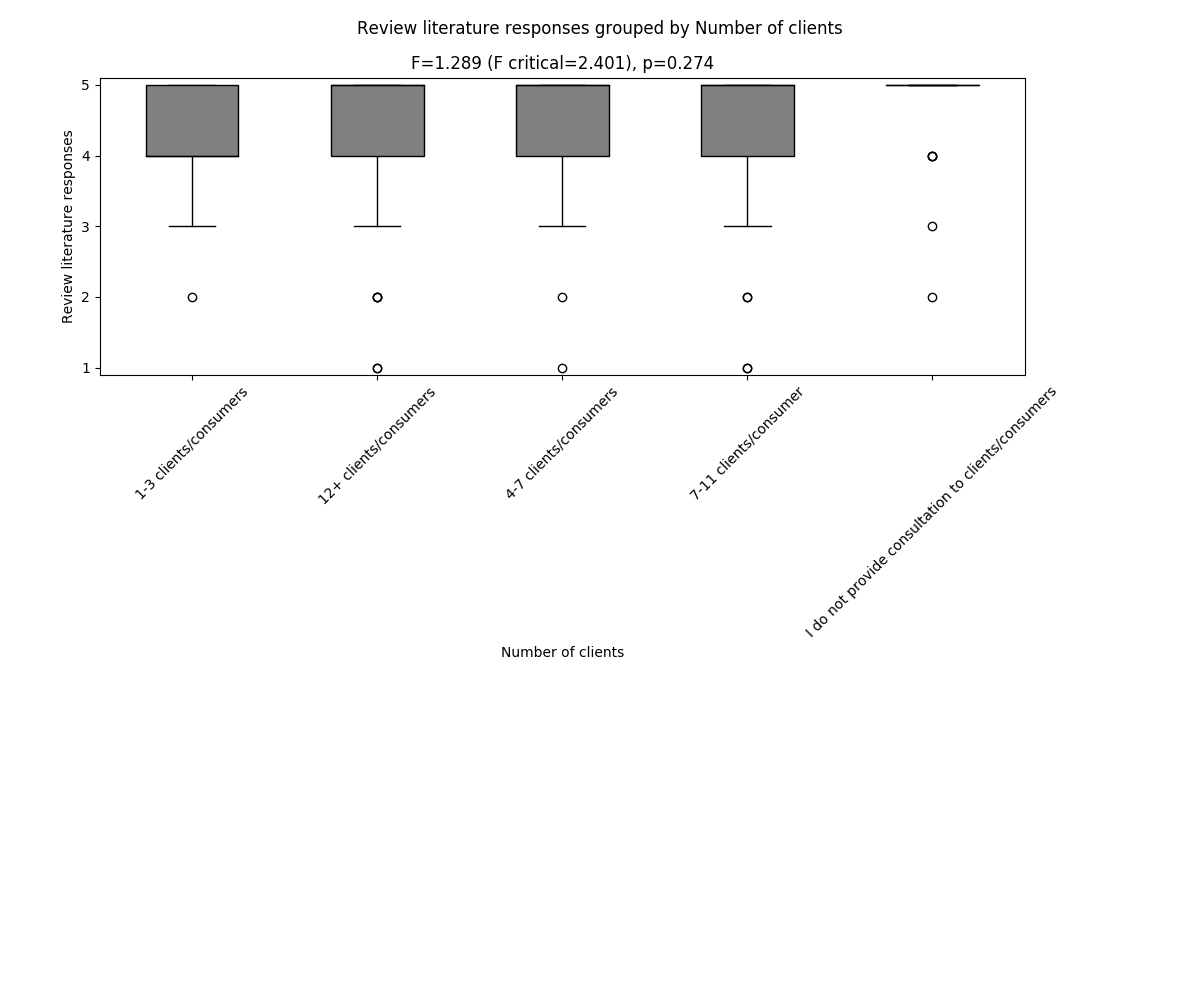 Review literature responses grouped by Number of clients
F=1.289 (F critical=2.401), p=0.274
Review literature responses
5
4
3
2
1
1-3 clients/consumers
12+ clients/consumers
4-7 clients/consumers
7-11 clients/consumer
I do not provide consultation to clients/consumers
Number of clients